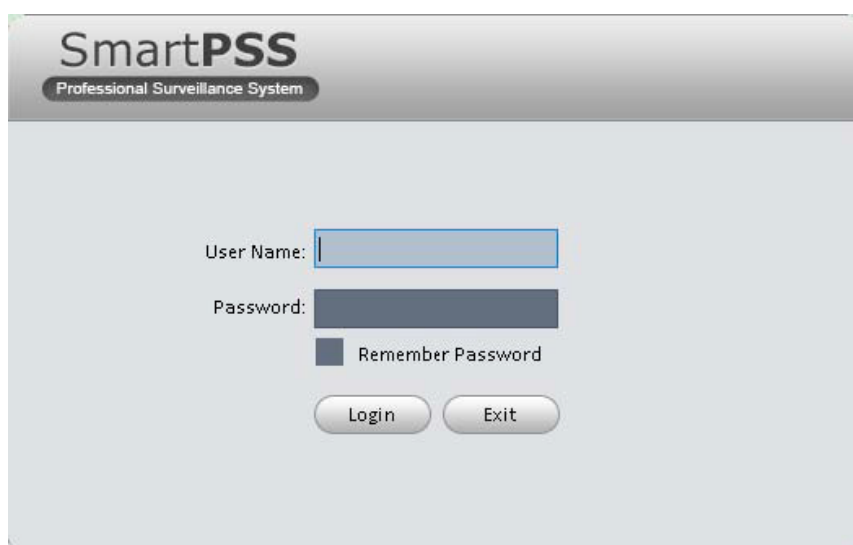 SmartPSS
Professional Surveillance System
User Name:
Password:
Remember Password
Login Exit